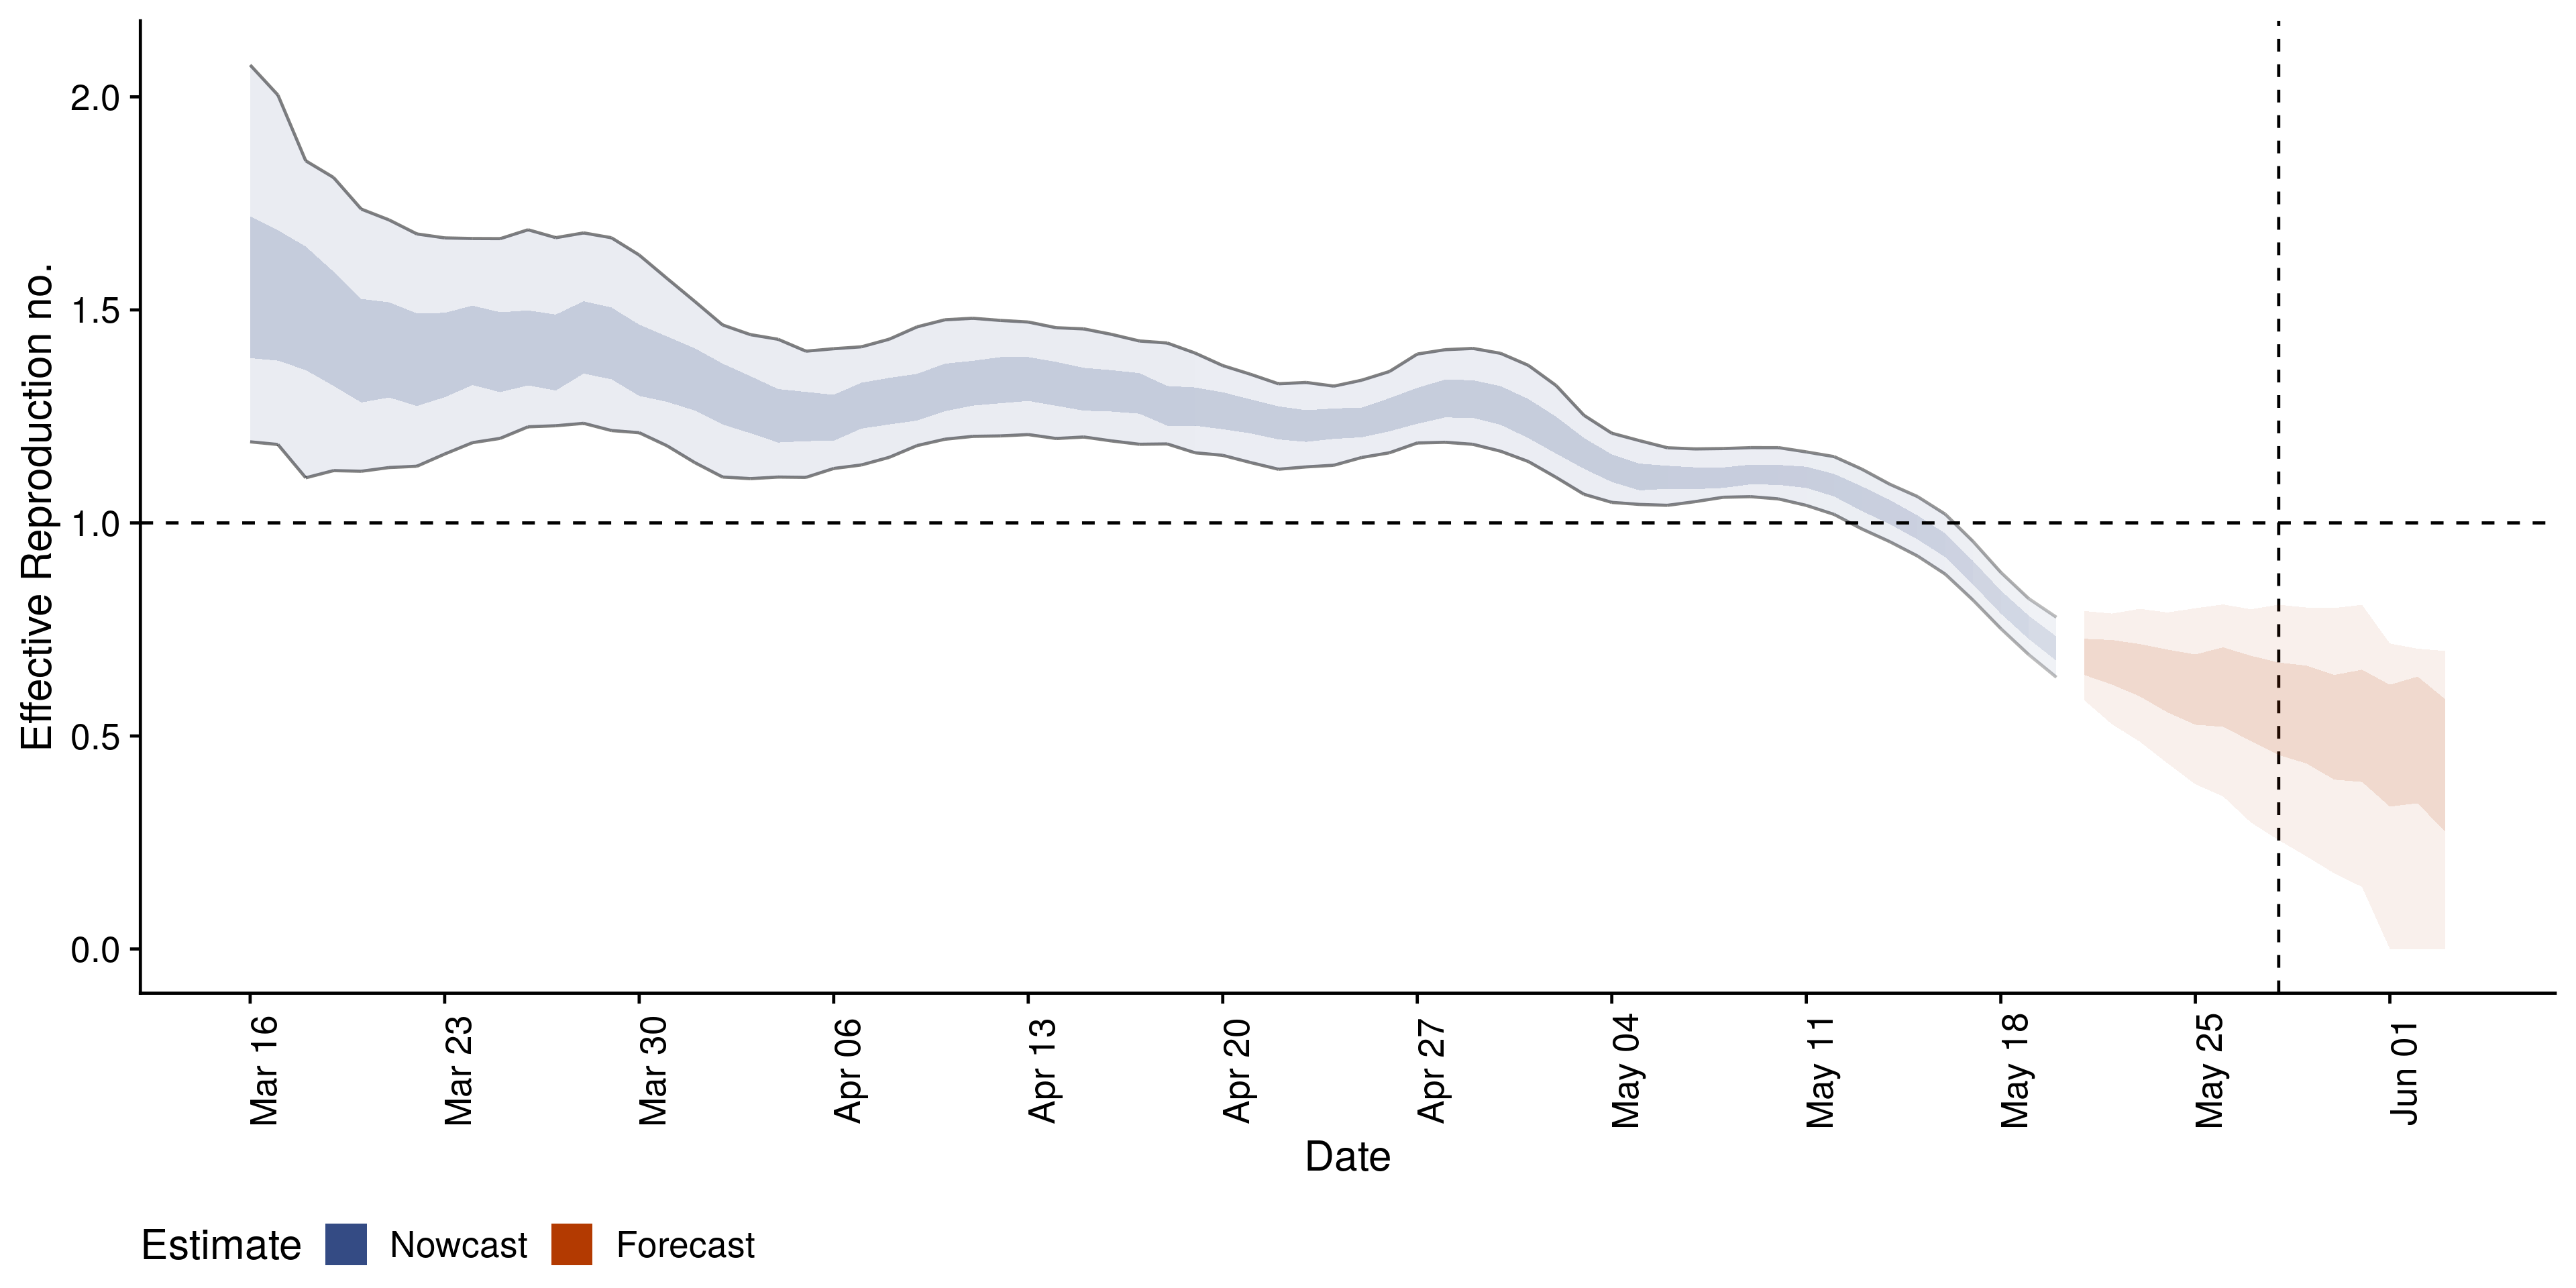 Effective Reproduction no.
2.0
1.5
1.0
0.5
0.0
Mar 16
Mar 23
Mar 30
Apr 06
Apr 13
Apr 20
Apr 27
May 04
May 11
May 18
May 25
Jun 01
Date
Estimate Nowcast Forecast